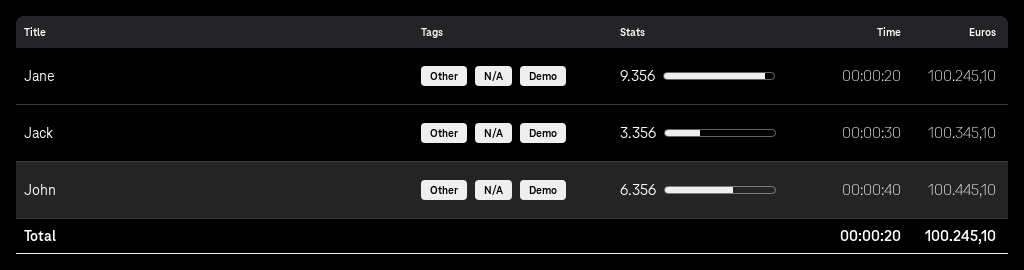 Title Tags Stats Time Euros
Jane Other N/A Demo 9.356 00:00:20 100.245,10
Jack Other N/A Demo 3.356 00:00:30 100.345,10
John Other N/A Demo 6.356 00:00:40 100.445,10
Total 00:00:20 100.245,10